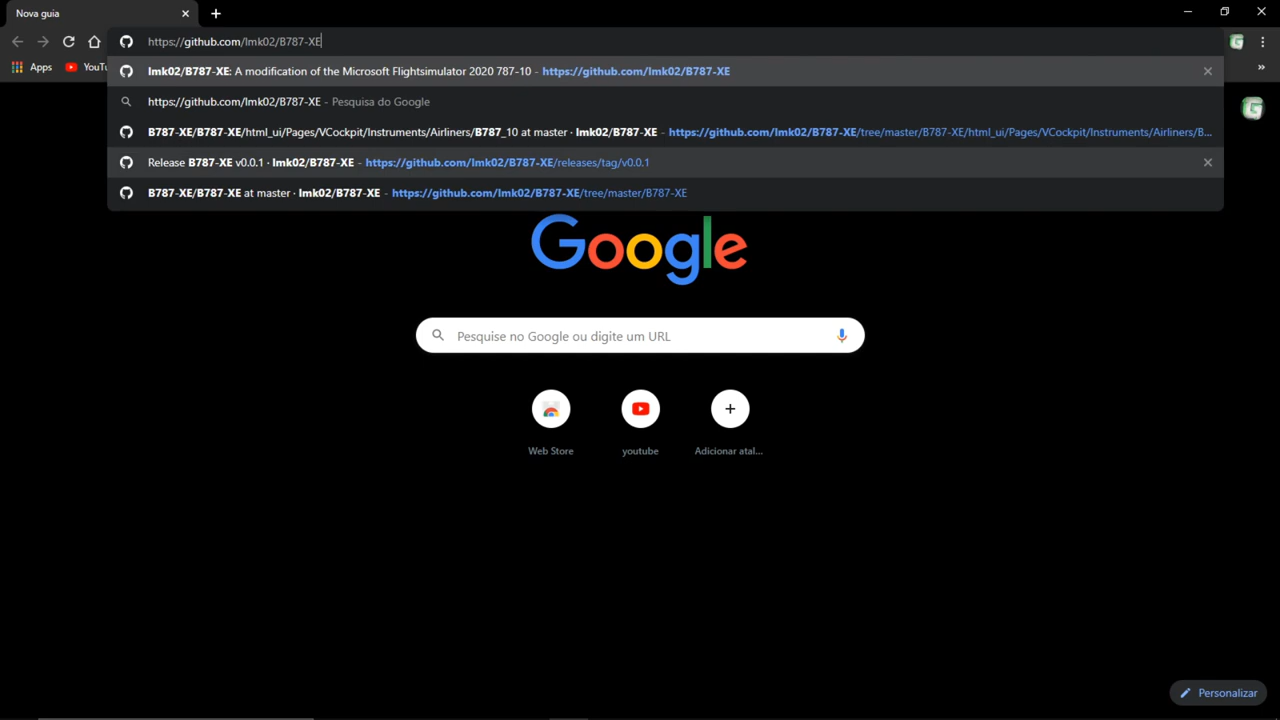 Nova guia
https://github.com/lmk02/B787-XE
lmk02/B787-XE: A modification of the Microsoft Flightsimulator 2020 787-10 - https://github.com/lmk02/B787-XE
Apps
YouTu
https://github.com/lmk02/B787-XE - Pesquisa do Google
B787-XE/B787-XE/html_ui/Pages/VCockpit/Instruments/Airliners/B787_10 at master · lmk02/B787-XE - https://github.com/lmk02/B787-XE/tree/master/B787-XE/html_ui/Pages/VCockpit/Instruments/Airliners/B...
Release B787-XE v0.0.1 · lmk02/B787-XE - https://github.com/lmk02/B787-XE/releases/tag/v0.0.1
B787-XE/B787-XE at master · lmk02/B787-XE - https://github.com/lmk02/B787-XE/tree/master/B787-XE
Google
Pesquise no Google ou digite um URL
Web Store
youtube
Adicionar atal...
Personalizar